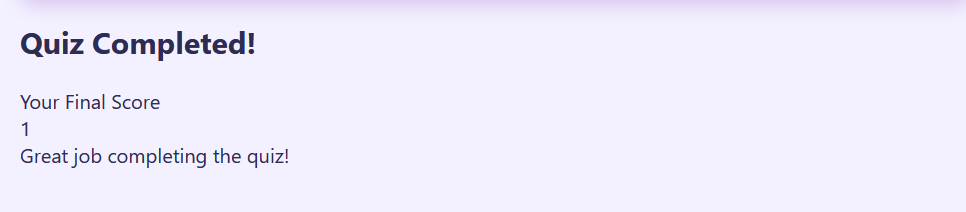 Quiz Completed!
Your Final Score
1
Great job completing the quiz!